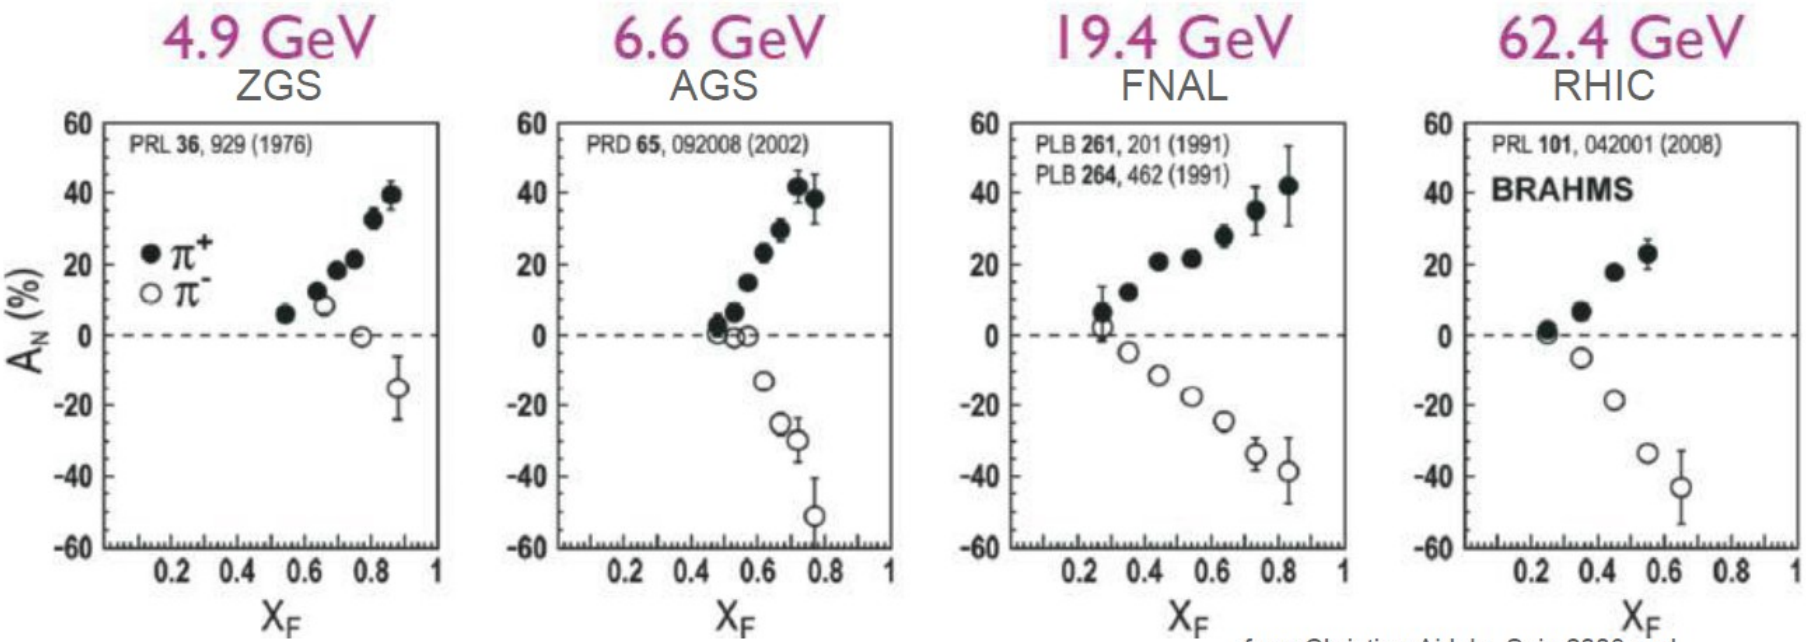 4.9 GeV
ZGS
PRL 36, 929 (1976)
π+
π-
AN (%)
60
40
20
0
-20
-40
-60
0.2 0.4 0.6 0.8 1
XF
6.6 GeV
AGS
PRD 65, 092008 (2002)
60
40
20
0
-20
-40
-60
0.2 0.4 0.6 0.8 1
XF
19.4 GeV
FNAL
PLB 261, 201 (1991)
PLB 264, 462 (1991)
60
40
20
0
-20
-40
-60
0.2 0.4 0.6 0.8 1
XF
62.4 GeV
RHIC
PRL 101, 042001 (2008)
BRAHMS
60
40
20
0
-20
-40
-60
0.2 0.4 0.6 0.8 1
XF